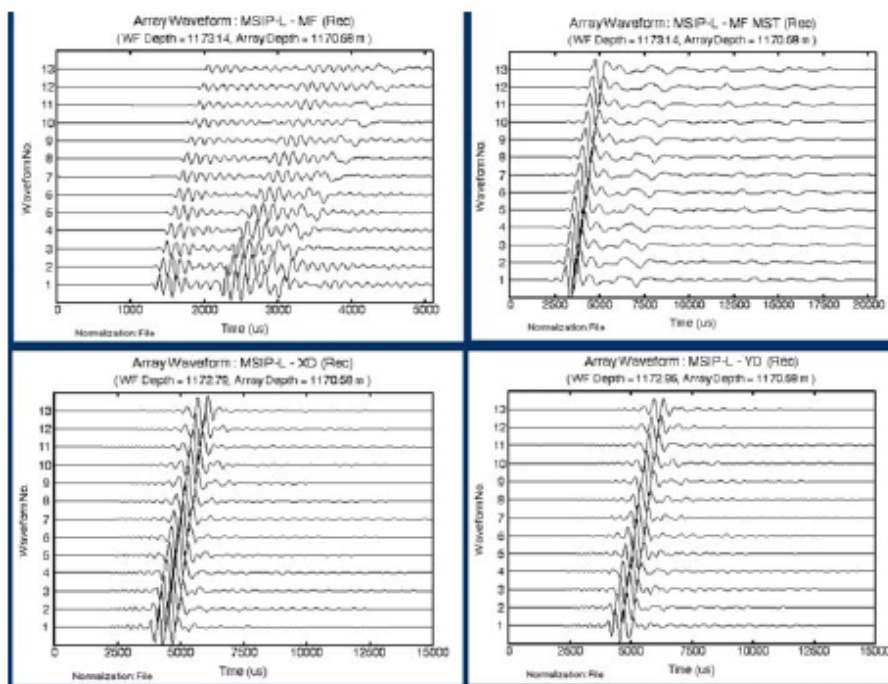 Array Waveform : MSIP-L - MF (Rec)
(WF Depth = 1173.14, Array Depth = 1170.68 m)
13
12
11
10
9
8
7
6
5
4
3
2
1
Waveform No.
0 1000 2000 3000 4000 5000
Normalization: File
Time (us)
Array Waveform : MSIP-L - MF MST (Rec)
(WF Depth = 1173.14, Array Depth = 1170.68 m)
13
12
11
10
9
8
7
6
5
4
3
2
1
Waveform No.
0 2500 5000 7500 10000 12500 15000 17500 20000
Normalization: File
Time (us)
Array Waveform : MSIP-L - XD (Rec)
(WF Depth = 1172.79, Array Depth = 1170.68 m)
13
12
11
10
9
8
7
6
5
4
3
2
1
Waveform No.
0 2500 5000 7500 10000 12500 15000
Normalization: File
Time (us)
Array Waveform : MSIP-L - YD (Rec)
(WF Depth = 1172.96, Array Depth = 1170.68 m)
13
12
11
10
9
8
7
6
5
4
3
2
1
Waveform No.
0 2500 5000 7500 10000 12500 15000
Normalization: File
Time (us)